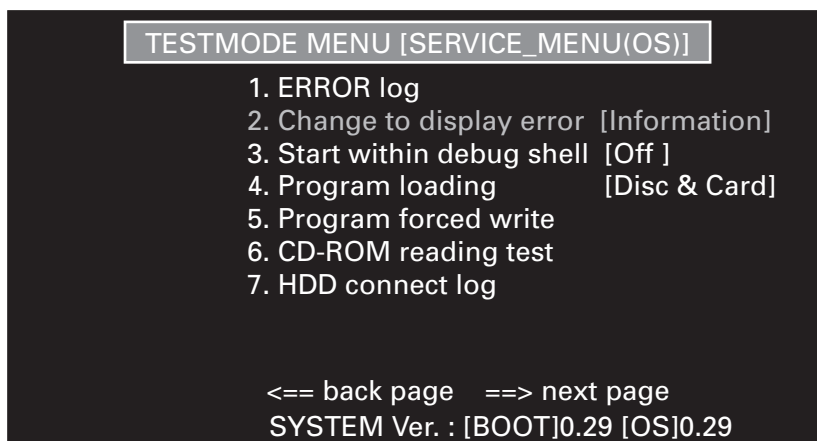 TESTMODE MENU [SERVICE_MENU(OS)]
1. ERROR log
2. Change to display error [Information]
3. Start within debug shell [Off ]
4. Program loading [Disc & Card]
5. Program forced write
6. CD-ROM reading test
7. HDD connect log
<== back page ==> next page
SYSTEM Ver. : [BOOT]0.29 [OS]0.29